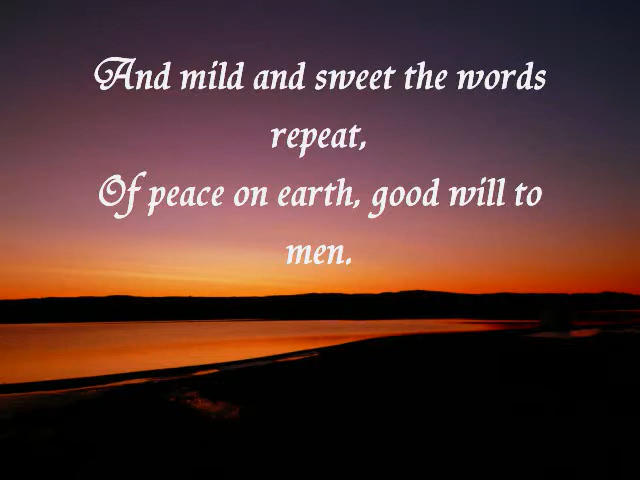 And mild and sweet the words
repeat,
Of peace on earth, good will to
men.